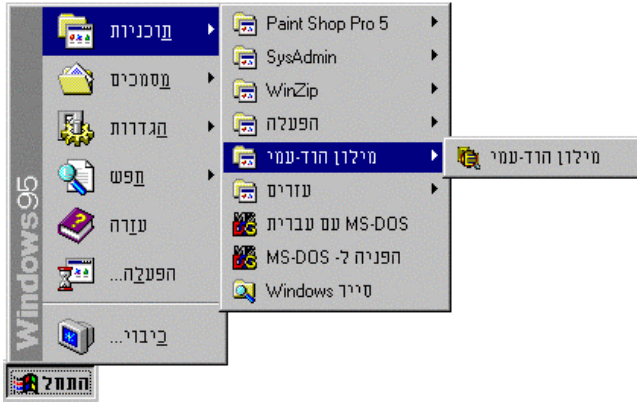 Windows95
תוכניות
מסמכים
הגדרות
חפש
עזרה
הפעלה...
כיבוי...
התחל
Paint Shop Pro 5
SysAdmin
WinZip
הפעלה
מילון הוד-עמי
עזרים
MS-DOS עם עברית
הפניה ל- MS-DOS
סייר Windows
מילון הוד-עמי